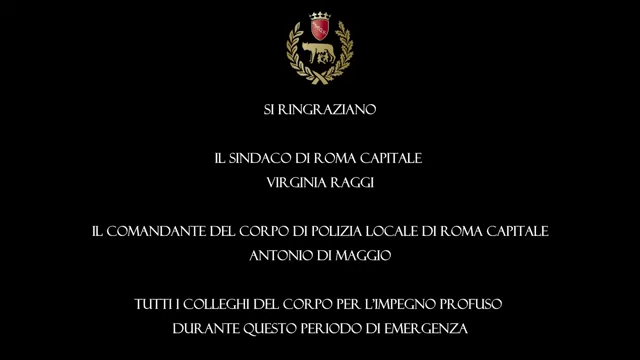 SI RINGRAZIANO
IL SINDACO DI ROMA CAPITALE
VIRGINIA RAGGI
IL COMANDANTE DEL CORPO DI POLIZIA LOCALE DI ROMA CAPITALE
ANTONIO DI MAGGIO
TUTTI I COLLEGHI DEL CORPO PER L'IMPEGNO PROFUSO
DURANTE QUESTO PERIODO DI EMERGENZA